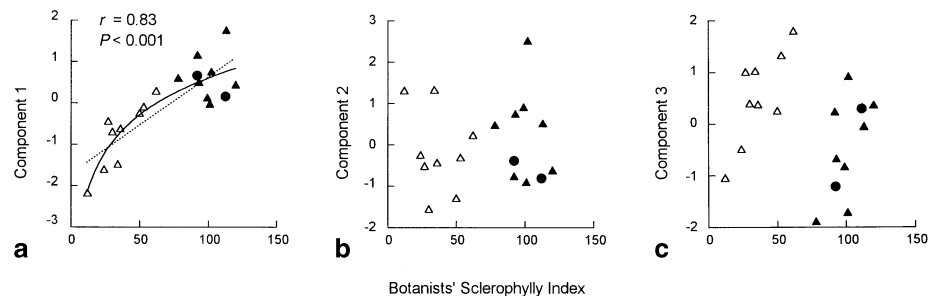 r = 0.83
P < 0.001
Component 1
2
1
0
-1
-2
-3
0 50 100 150
a
Component 2
3
2
1
0
-1
-2
0 50 100 150
b
Component 3
2
1
0
-1
-2
0 50 100 150
c
Botanists' Sclerophylly Index